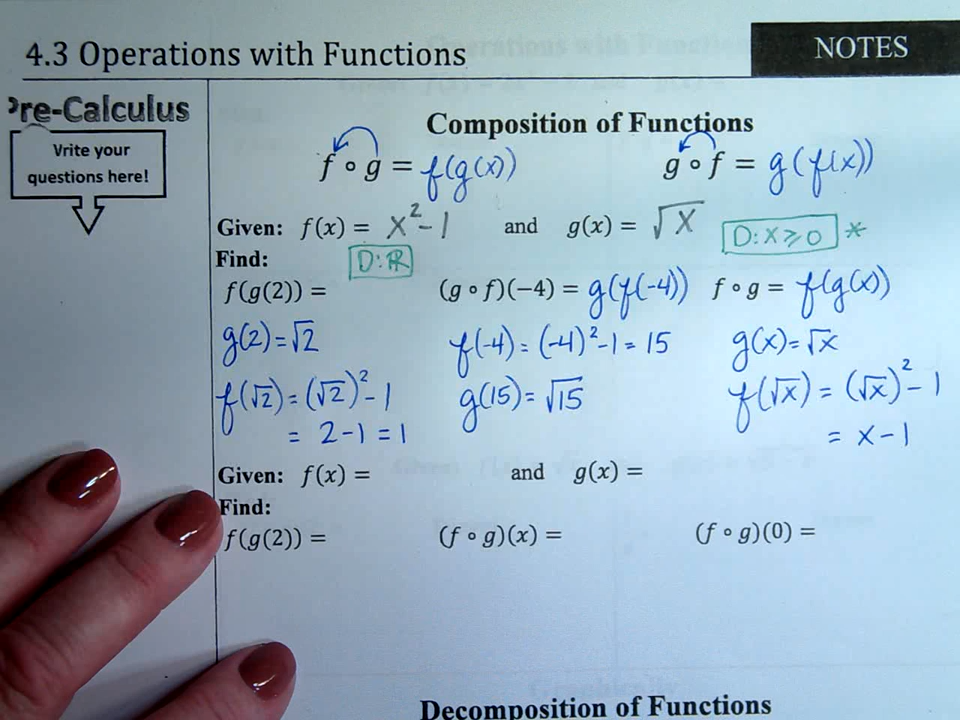 4.3 Operations with Functions
NOTES
're-Calculus
Write your
questions here!
Composition of Functions
f ∘ g = f(g(x))
g ∘ f = g(f(x))
Given: f(x) = x² - 1 and g(x) = √x D: x ≥ 0 *
Find: D: ℝ
f(g(2)) =
(g ∘ f)(−4) = g(f(-4))
f ∘ g = f(g(x))
g(2) = √2
f(-4) = (-4)² - 1 = 15
g(x) = √x
f(√2) = (√2)² - 1
g(15) = √15
f(√x) = (√x)² - 1
= 2 - 1 = 1
= x - 1
Given: f(x) = and g(x) =
Find:
f(g(2)) =
(f ∘ g)(x) =
(f ∘ g)(0) =
Decomposition of Functions